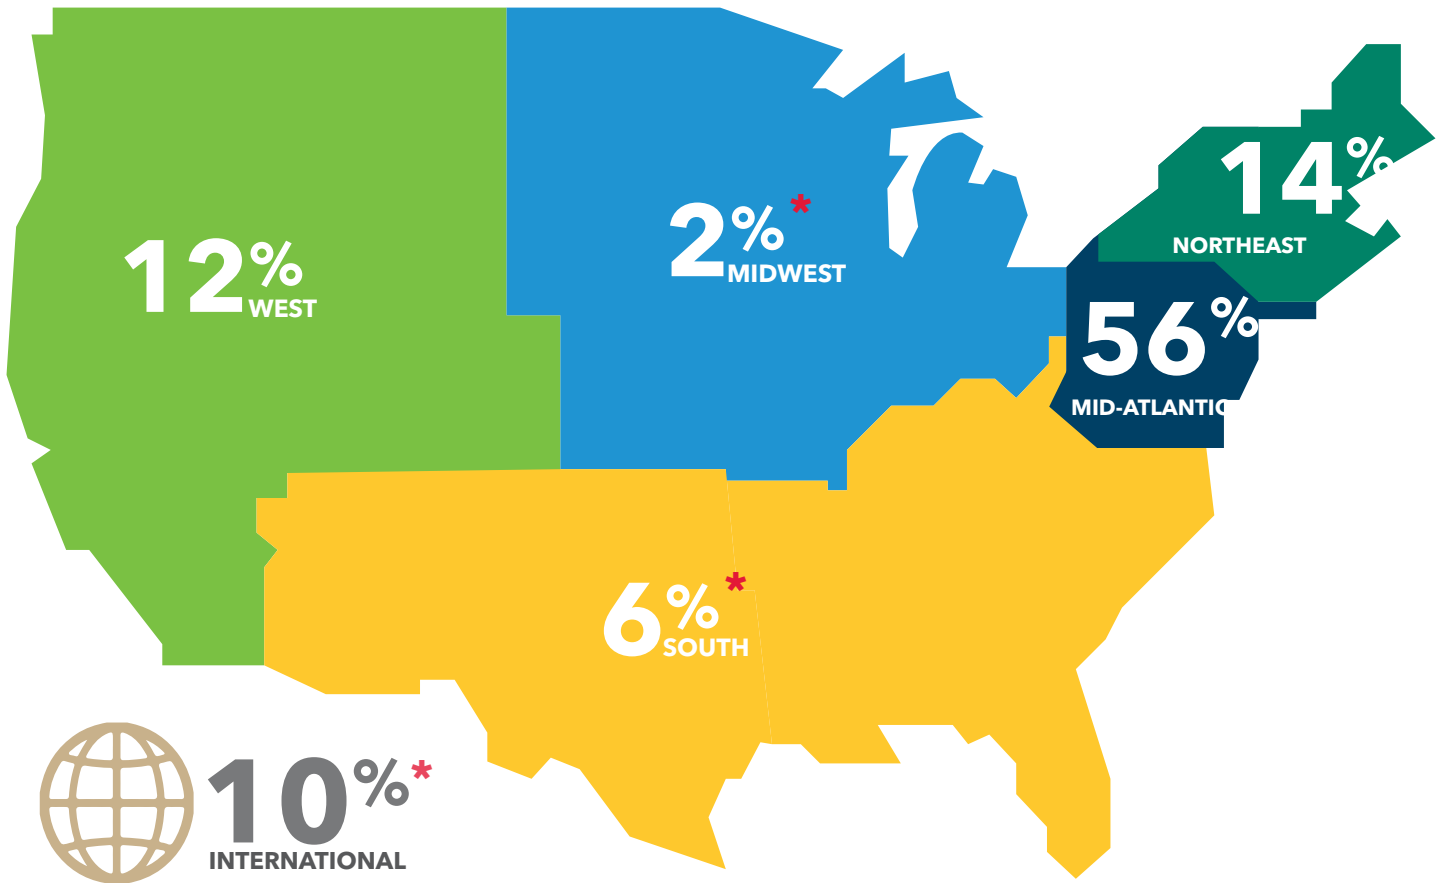 14%
NORTHEAST
2%*
MIDWEST
12%
WEST
56%
MID-ATLANTIC
6%*
SOUTH
10%*
INTERNATIONAL